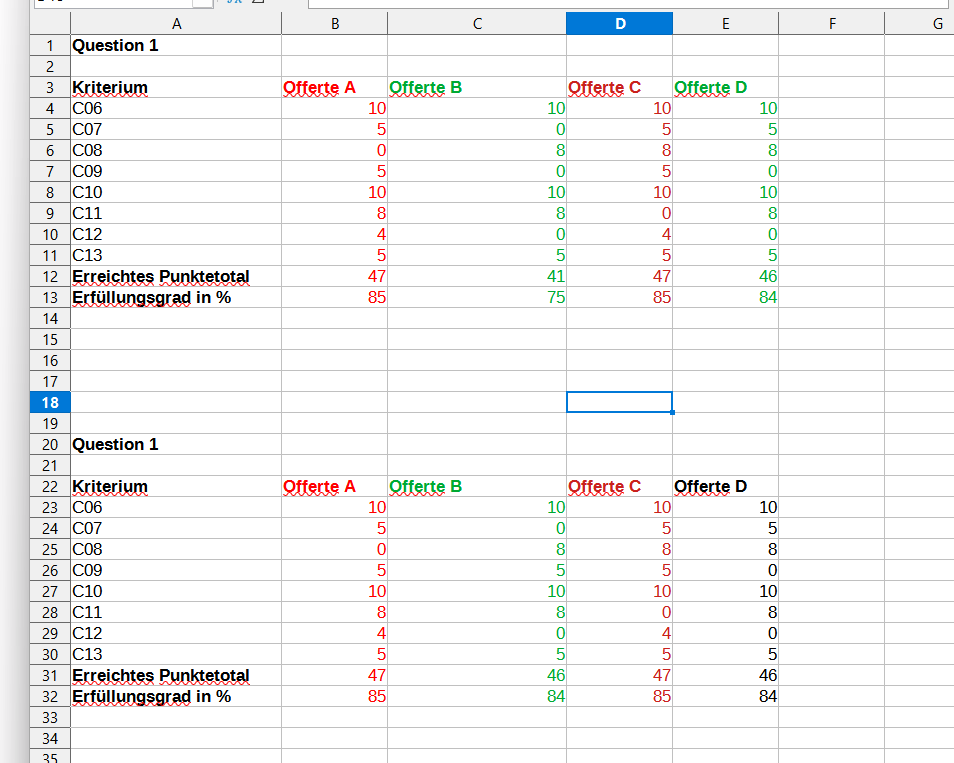 A B C D E F G
1 Question 1
2
3 Kriterium Offerte A Offerte B Offerte C Offerte D
4 C06 10 10 10 10
5 C07 5 0 5 5
6 C08 0 8 8 8
7 C09 5 0 5 0
8 C10 10 10 10 10
9 C11 8 8 0 8
10 C12 4 0 4 0
11 C13 5 5 5 5
12 Erreichtes Punktetotal 47 41 47 46
13 Erfüllungsgrad in % 85 75 85 84
14
15
16
17
18
19
20 Question 1
21
22 Kriterium Offerte A Offerte B Offerte C Offerte D
23 C06 10 10 10 10
24 C07 5 0 5 5
25 C08 0 8 8 8
26 C09 5 5 5 0
27 C10 10 10 10 10
28 C11 8 8 0 8
29 C12 4 0 4 0
30 C13 5 5 5 5
31 Erreichtes Punktetotal 47 46 47 46
32 Erfüllungsgrad in % 85 84 85 84
33
34
35